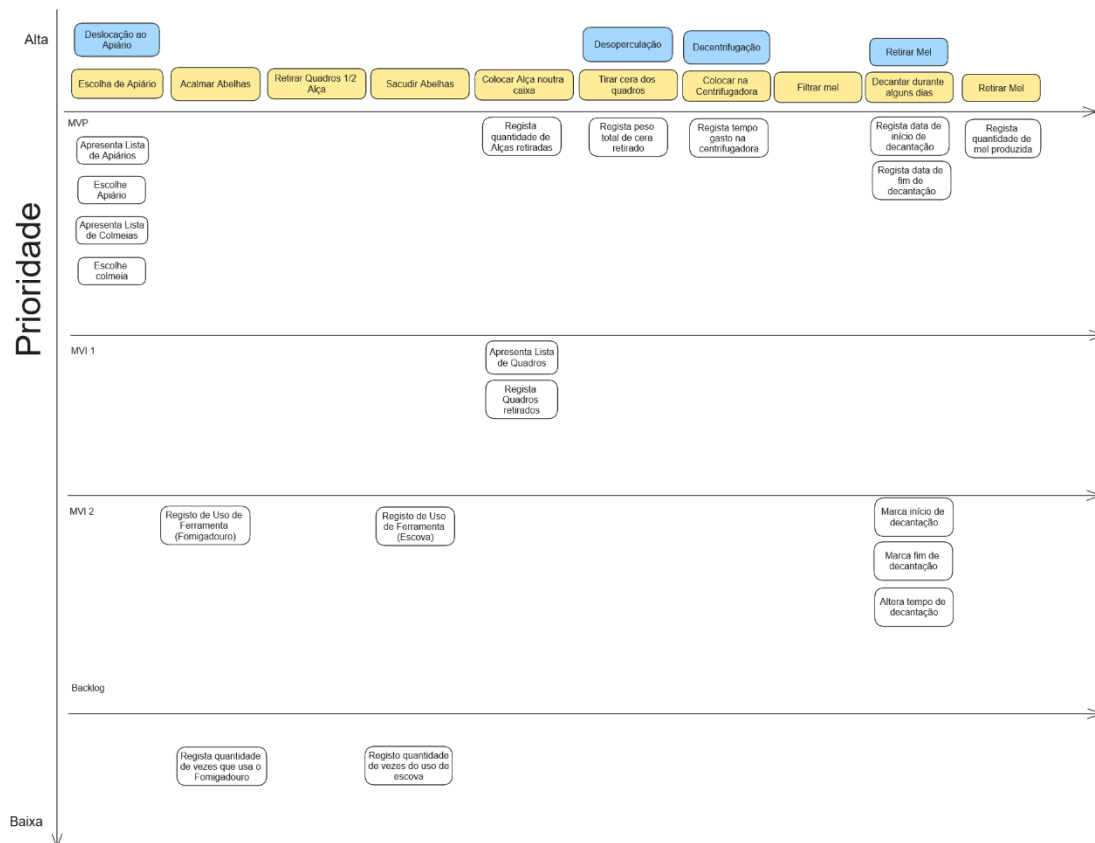 Alta
Deslocação ao
Apiário
Desoperculação
Decentrifugação
Retirar Mel
Escolha de Apiário
Acalmar Abelhas
Retirar Quadros 1/2
Alça
Sacudir Abelhas
Colocar Alça noutra
caixa
Tirar cera dos
quadros
Colocar na
Centrifugadora
Filtrar mel
Decantar durante
alguns dias
Retirar Mel
Prioridade
MVP
Apresenta Lista
de Apiários
Escolhe
Apiário
Apresenta Lista
de Colmeias
Escolhe
colmeia
Regista
quantidade de
Alças retiradas
Regista peso
total de cera
retirado
Regista tempo
gasto na
centrifugadora
Regista data de
início de
decantação
Regista data de
fim de
decantação
Regista
quantidade de
mel produzida
MVI 1
Apresenta Lista
de Quadros
Regista
Quadros
retirados
MVI 2
Registo de Uso de
Ferramenta
(Fomigadouro)
Registo de Uso
de Ferramenta
(Escova)
Marca início de
decantação
Marca fim de
decantação
Altera tempo de
decantação
Backlog
Regista quantidade
de vezes que usa o
Fomigadouro
Registo quantidade
de vezes do uso de
escova
Baixa